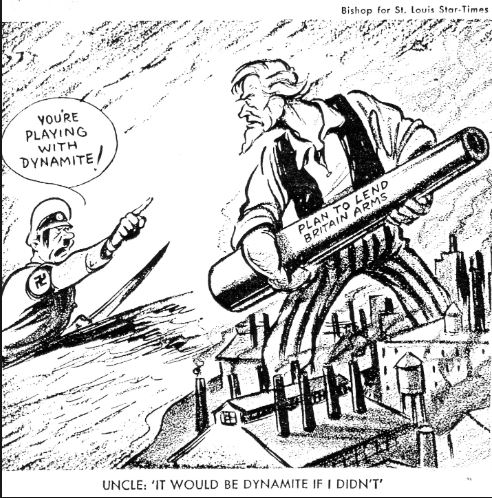 Bishop for St. Louis Star-Times
YOU'RE
PLAYING
WITH
DYNAMITE!
PLAN TO LEND
BRITAIN ARMS
UNCLE: 'IT WOULD BE DYNAMITE IF I DIDN'T'